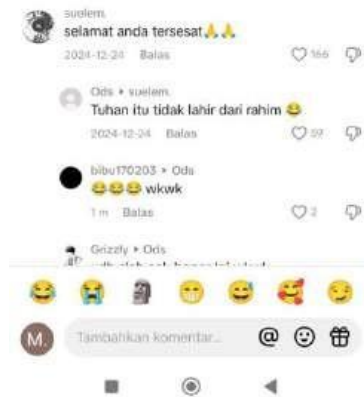 suelem.
selamat anda tersesat🙏🙏
2024-12-24 Balas 166
Ods ▸ suelem.
Tuhan itu tidak lahir dari rahim 😂
2024-12-24 Balas 59
bibu170203 ▸ Ods
😂😂😂 wkwk
1m Balas 2
Grizzly ▸ Ods
Tambahkan komentar...
M.